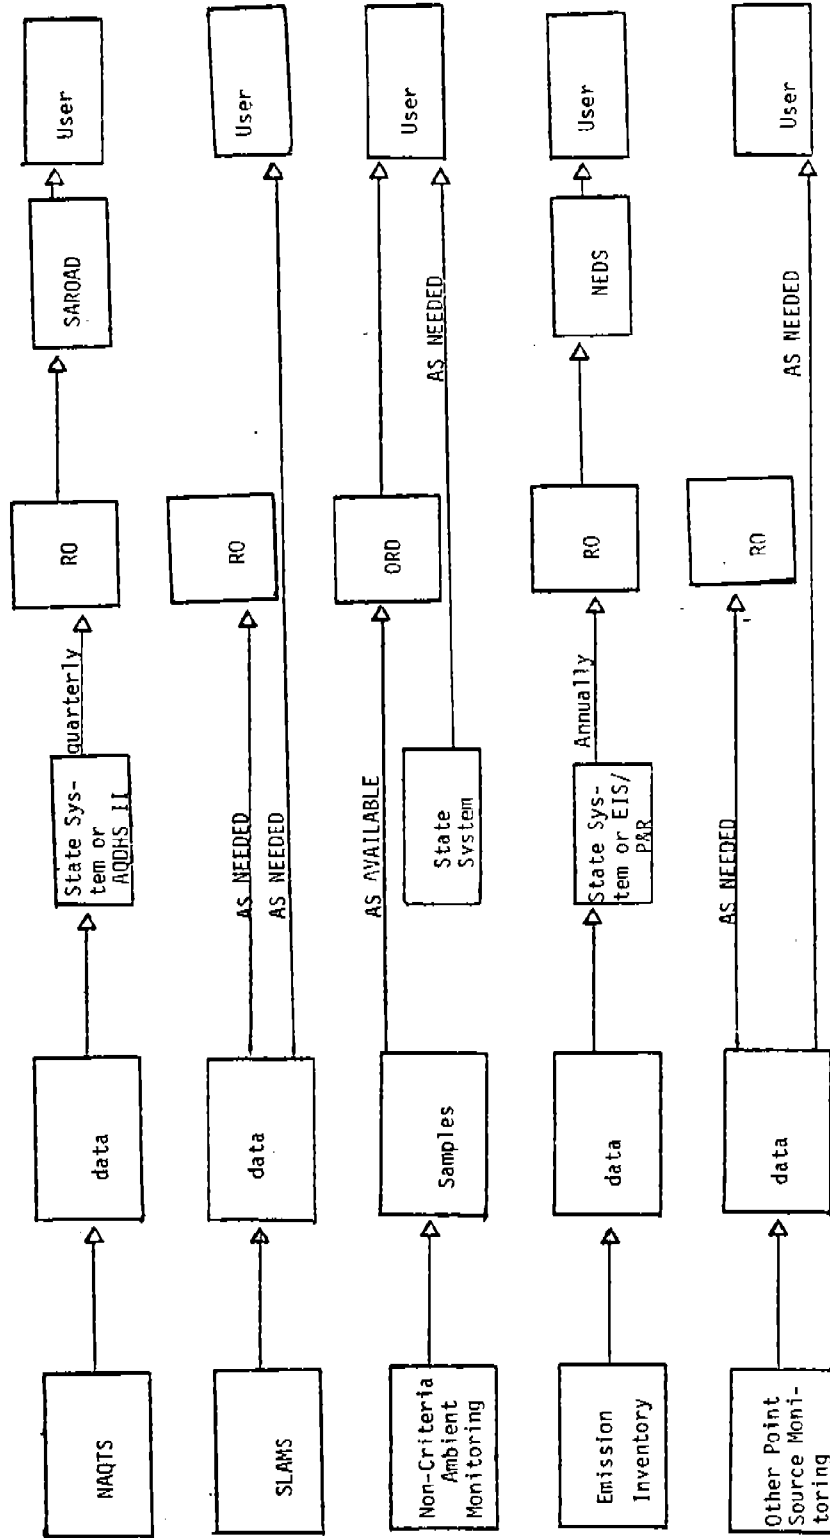 NAQTS
data
State Sys-
tem or
AQDHS II
quarterly
RO
SAROAD
User
SLAMS
data
AS NEEDED
AS NEEDED
RO
User
Non-Criteria
Ambient
Monitoring
Samples
AS AVAILABLE
State
System
ORD
AS NEEDED
User
Emission
Inventory
data
State Sys-
tem or EIS/
P&R
Annually
RO
NEDS
User
Other Point
Source Moni-
toring
data
AS NEEDED
RO
AS NEEDED
User